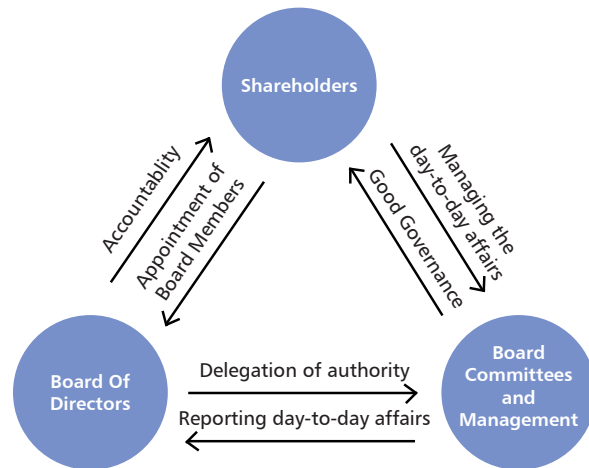 Shareholders
Accountablity
Appointment of
Board Members
Managing the
day-to-day affairs
Good Governance
Board Of
Directors
Delegation of authority
Reporting day-to-day affairs
Board
Committees
and
Management